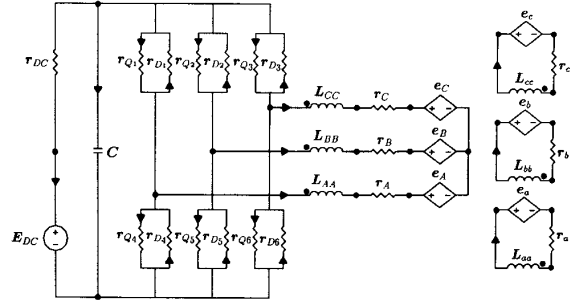 r_DC
r_Q1 r_D1 r_Q2 r_D2 r_Q3 r_D3
C
E_DC
r_Q4 r_D4 r_Q5 r_D5 r_Q6 r_D6
L_CC r_C e_C
L_BB r_B e_B
L_AA r_A e_A
e_c
r_c
L_cc
e_b
r_b
L_bb
e_a
r_a
L_aa